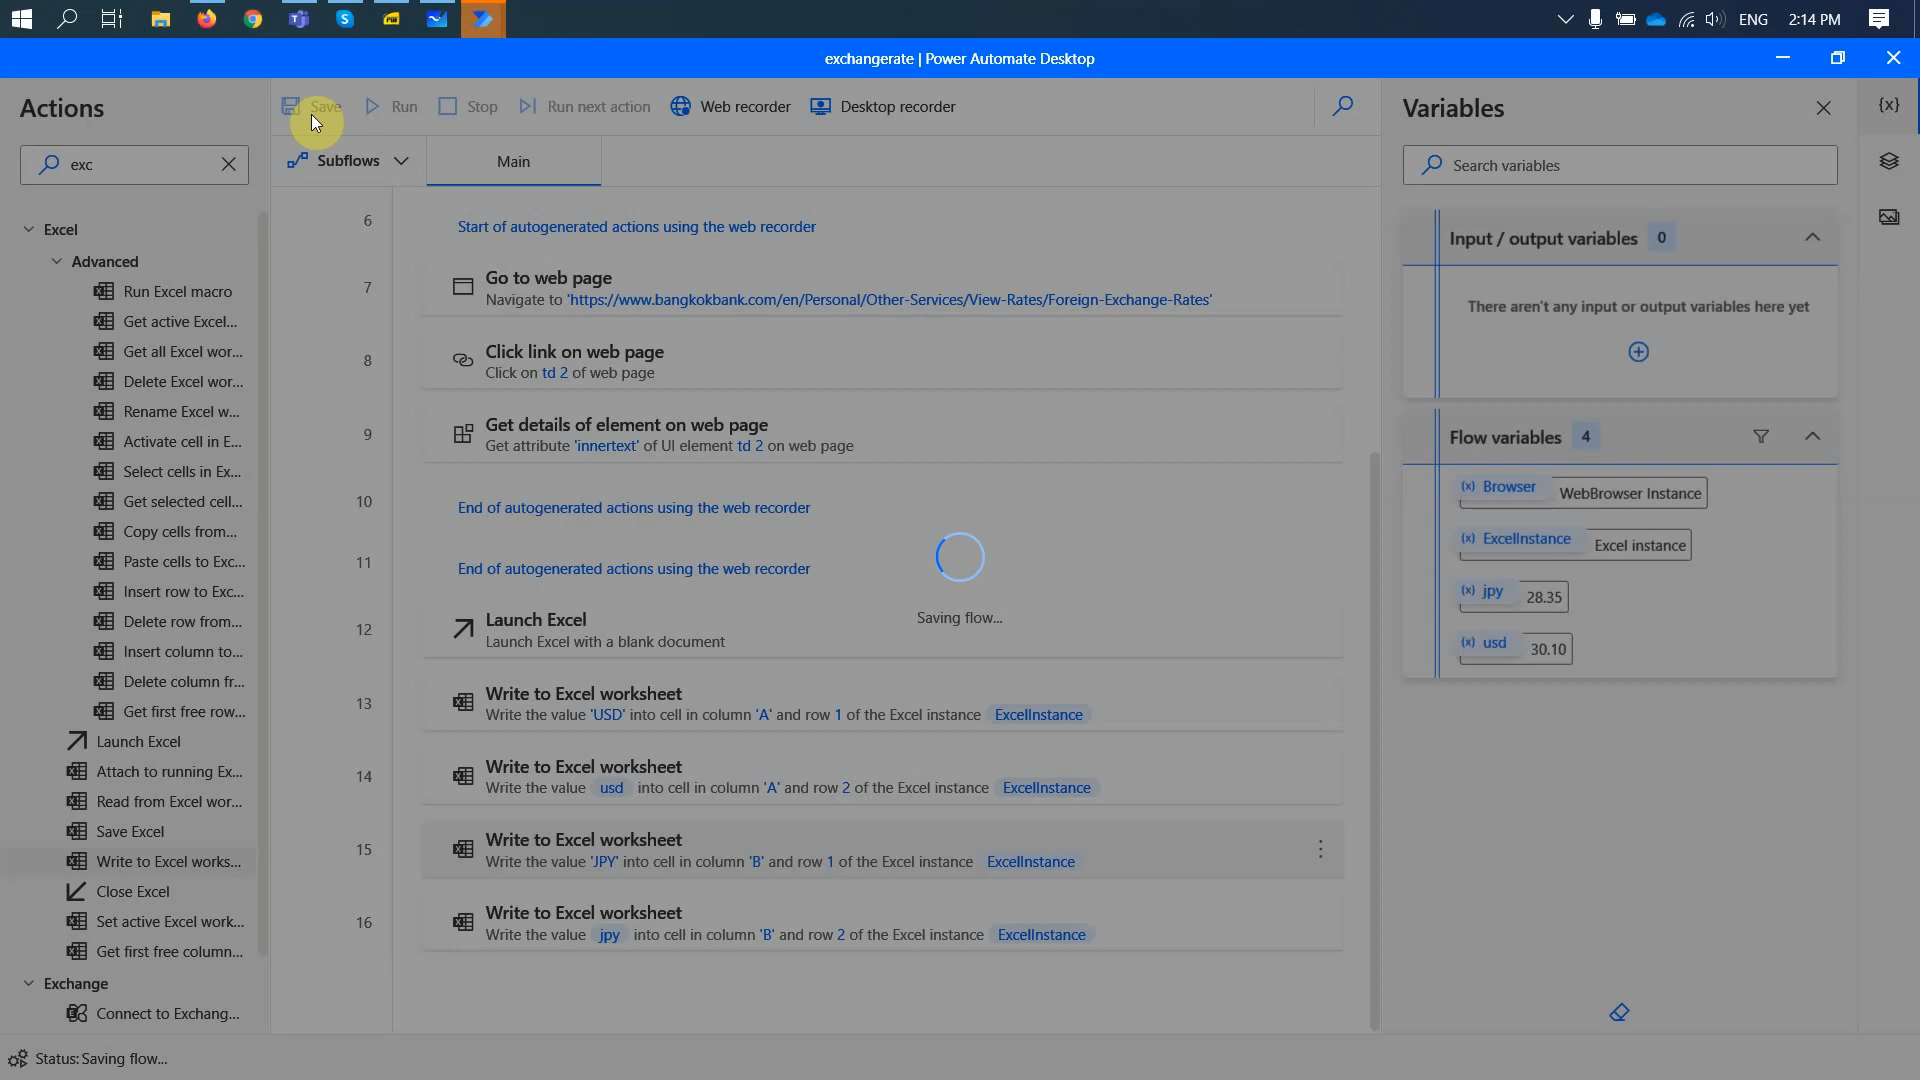 ENG
2:14 PM
exchangerate | Power Automate Desktop
Actions
exc
Excel
Advanced
Run Excel macro
Get active Excel...
Get all Excel wor...
Delete Excel wor...
Rename Excel w...
Activate cell in E...
Select cells in Ex...
Get selected cell...
Copy cells from...
Paste cells to Exc...
Insert row to Exc...
Delete row from...
Insert column to...
Delete column fr...
Get first free row...
Launch Excel
Attach to running Ex...
Read from Excel wor...
Save Excel
Write to Excel works...
Close Excel
Set active Excel work...
Get first free column...
Exchange
Connect to Exchang...
Save
Run
Stop
Run next action
Web recorder
Desktop recorder
Subflows
Main
6
Start of autogenerated actions using the web recorder
7
Go to web page
Navigate to 'https://www.bangkokbank.com/en/Personal/Other-Services/View-Rates/Foreign-Exchange-Rates'
8
Click link on web page
Click on td 2 of web page
9
Get details of element on web page
Get attribute 'innertext' of UI element td 2 on web page
10
End of autogenerated actions using the web recorder
11
End of autogenerated actions using the web recorder
12
Launch Excel
Launch Excel with a blank document
13
Write to Excel worksheet
Write the value 'USD' into cell in column 'A' and row 1 of the Excel instance ExcelInstance
14
Write to Excel worksheet
Write the value usd into cell in column 'A' and row 2 of the Excel instance ExcelInstance
15
Write to Excel worksheet
Write the value 'JPY' into cell in column 'B' and row 1 of the Excel instance ExcelInstance
16
Write to Excel worksheet
Write the value jpy into cell in column 'B' and row 2 of the Excel instance ExcelInstance
Saving flow...
Variables
{x}
Search variables
Input / output variables 0
There aren't any input or output variables here yet
Flow variables 4
(x) Browser WebBrowser Instance
(x) ExcelInstance Excel instance
(x) jpy 28.35
(x) usd 30.10
Status: Saving flow...